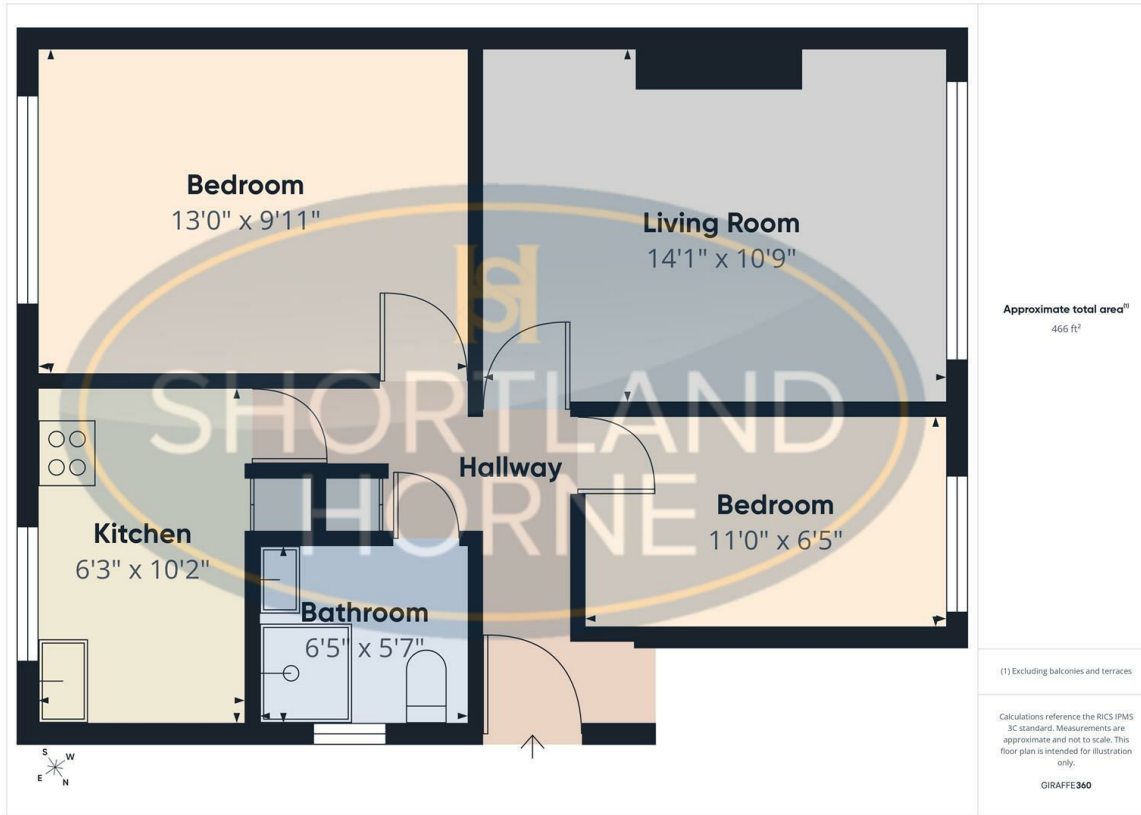 Bedroom
13'0" x 9'11"
Living Room
14'1" x 10'9"
SH
SHORTLAND
HORNE
Hallway
Kitchen
6'3" x 10'2"
Bedroom
11'0" x 6'5"
Bathroom
6'5" x 5'7"
S
W
E
N
Approximate total area(1)
466 ft²
(1) Excluding balconies and terraces
Calculations reference the RICS IPMS
3C standard. Measurements are
approximate and not to scale. This
floor plan is intended for illustration
only.
GIRAFFE360